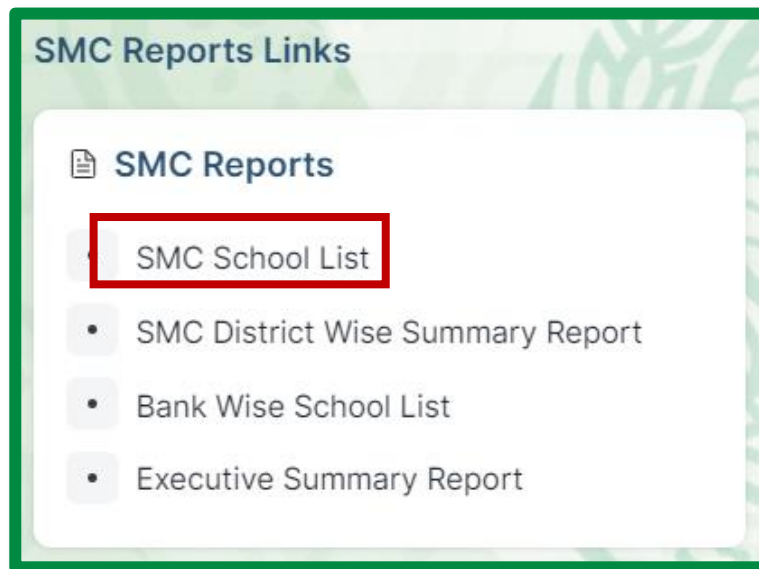 SMC Reports Links
SMC Reports
• SMC School List
• SMC District Wise Summary Report
• Bank Wise School List
• Executive Summary Report